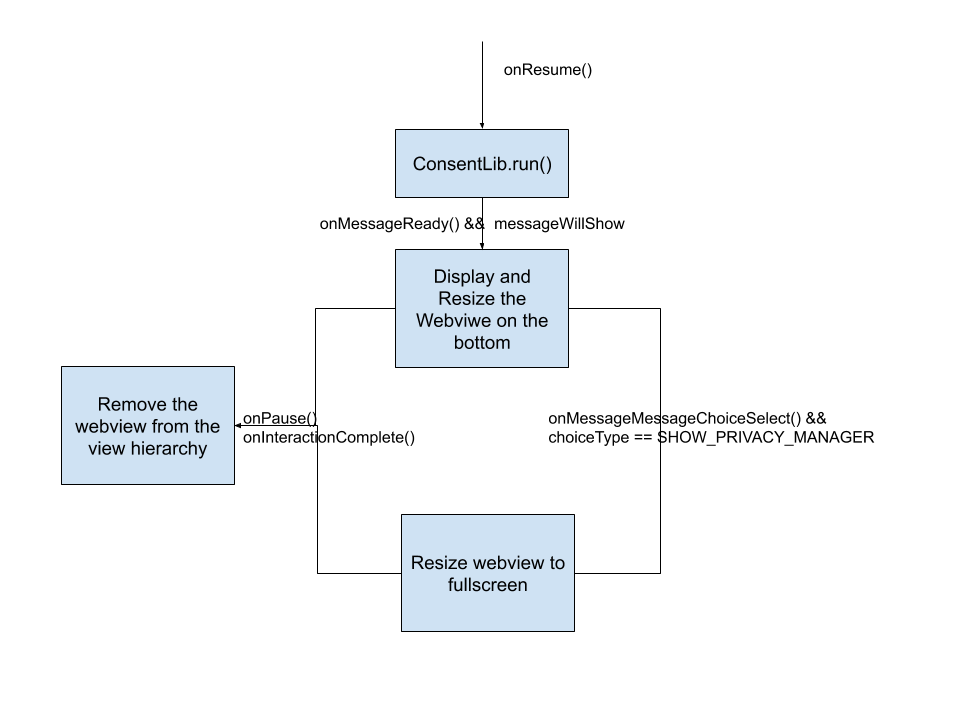 onResume()
ConsentLib.run()
onMessageReady() && messageWillShow
Display and
Resize the
Webviwe on the
bottom
Remove the
webview from the
view hierarchy
onPause()
onInteractionComplete()
onMessageMessageChoiceSelect() &&
choiceType == SHOW_PRIVACY_MANAGER
Resize webview to
fullscreen